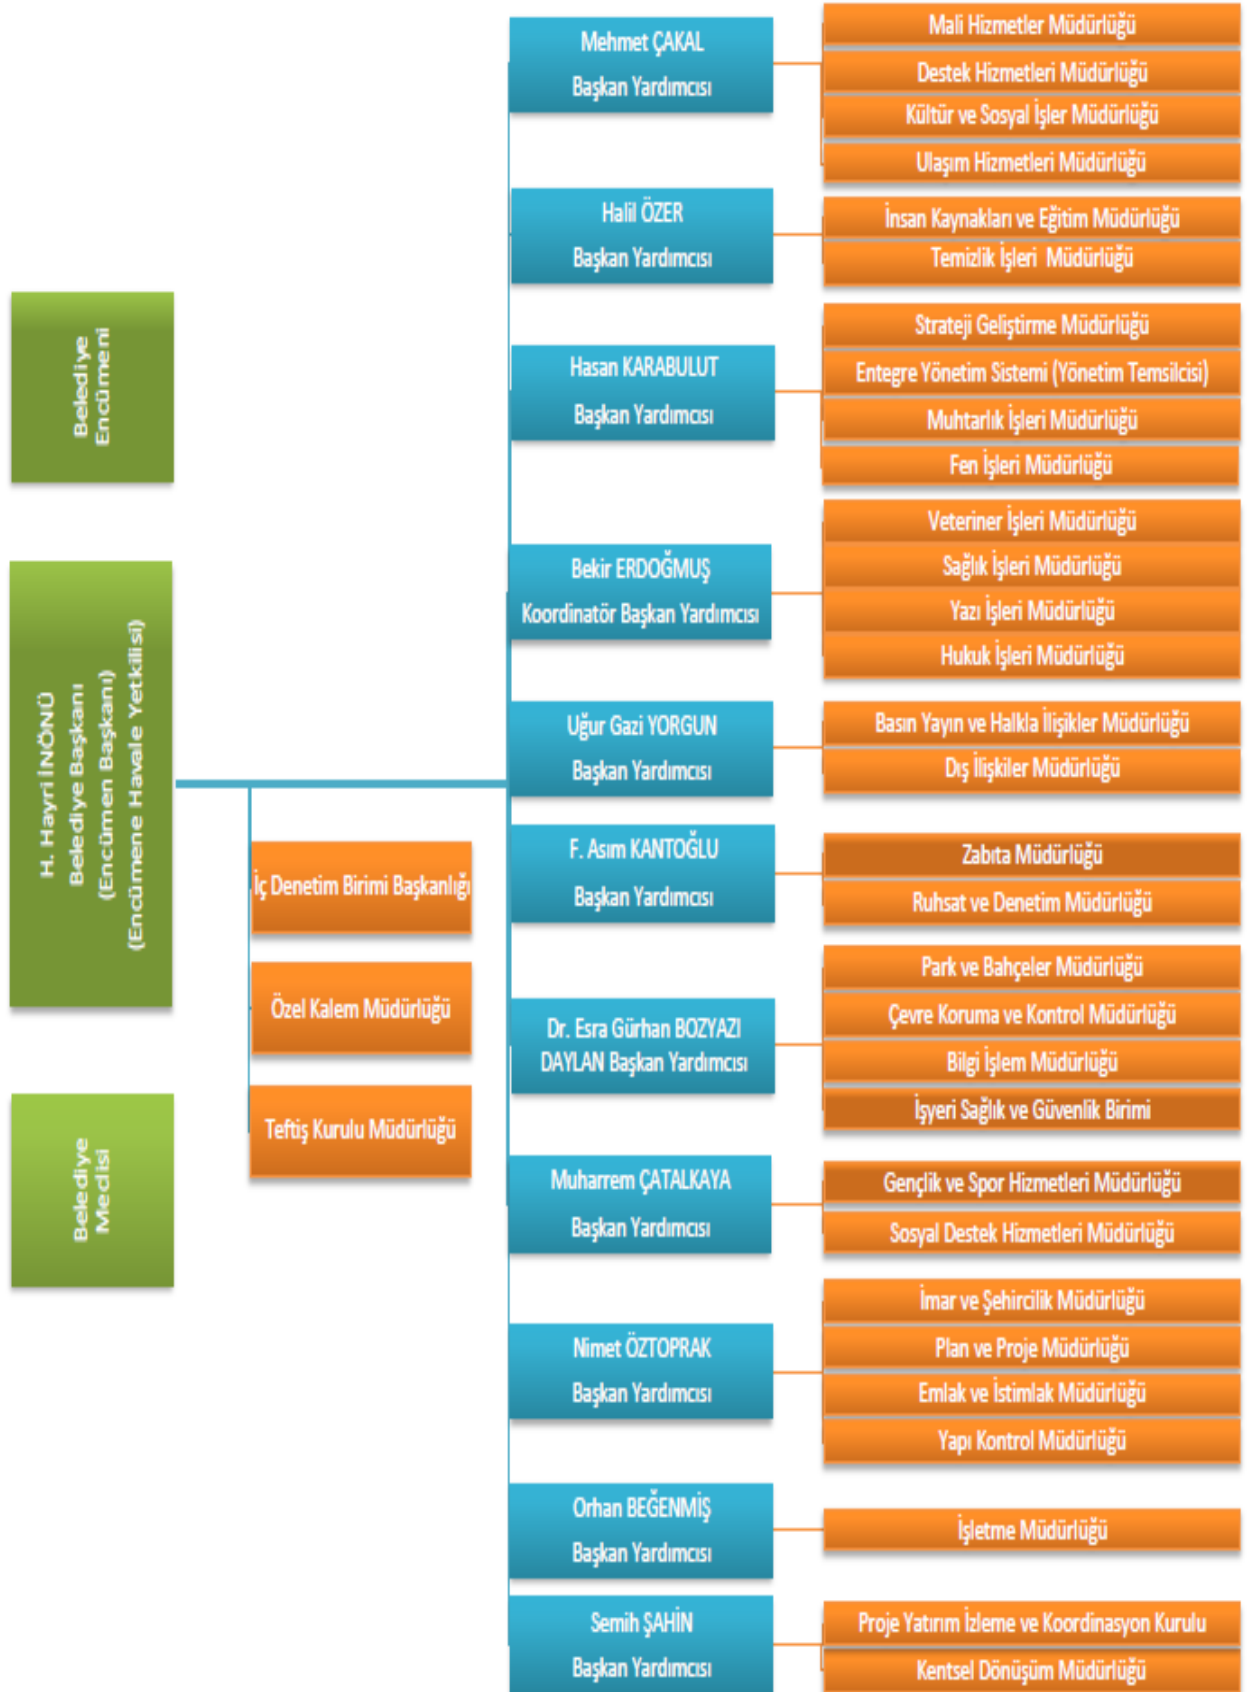 Belediye
Encümeni
H. Hayri İNÖNÜ
Belediye Başkanı
(Encümen Başkanı)
(Encümene Havale Yetkilisi)
Belediye
Meclisi
İç Denetim Birimi Başkanlığı
Özel Kalem Müdürlüğü
Teftiş Kurulu Müdürlüğü
Mehmet ÇAKAL
Başkan Yardımcısı
Mali Hizmetler Müdürlüğü
Destek Hizmetleri Müdürlüğü
Kültür ve Sosyal İşler Müdürlüğü
Ulaşım Hizmetleri Müdürlüğü
Halil ÖZER
Başkan Yardımcısı
İnsan Kaynakları ve Eğitim Müdürlüğü
Temizlik İşleri Müdürlüğü
Hasan KARABULUT
Başkan Yardımcısı
Strateji Geliştirme Müdürlüğü
Entegre Yönetim Sistemi (Yönetim Temsilcisi)
Muhtarlık İşleri Müdürlüğü
Fen İşleri Müdürlüğü
Bekir ERDOĞMUŞ
Koordinatör Başkan Yardımcısı
Veteriner İşleri Müdürlüğü
Sağlık İşleri Müdürlüğü
Yazı İşleri Müdürlüğü
Hukuk İşleri Müdürlüğü
Uğur Gazi YORGUN
Başkan Yardımcısı
Basın Yayın ve Halkla İlişikler Müdürlüğü
Dış İlişkiler Müdürlüğü
F. Asım KANTOĞLU
Başkan Yardımcısı
Zabıta Müdürlüğü
Ruhsat ve Denetim Müdürlüğü
Dr. Esra Gürhan BOZYAZI
DAYLAN Başkan Yardımcısı
Park ve Bahçeler Müdürlüğü
Çevre Koruma ve Kontrol Müdürlüğü
Bilgi İşlem Müdürlüğü
İşyeri Sağlık ve Güvenlik Birimi
Muharrem ÇATALKAYA
Başkan Yardımcısı
Gençlik ve Spor Hizmetleri Müdürlüğü
Sosyal Destek Hizmetleri Müdürlüğü
Nimet ÖZTOPRAK
Başkan Yardımcısı
İmar ve Şehircilik Müdürlüğü
Plan ve Proje Müdürlüğü
Emlak ve İstimlak Müdürlüğü
Yapı Kontrol Müdürlüğü
Orhan BEĞENMİŞ
Başkan Yardımcısı
İşletme Müdürlüğü
Semih ŞAHİN
Başkan Yardımcısı
Proje Yatırım İzleme ve Koordinasyon Kurulu
Kentsel Dönüşüm Müdürlüğü